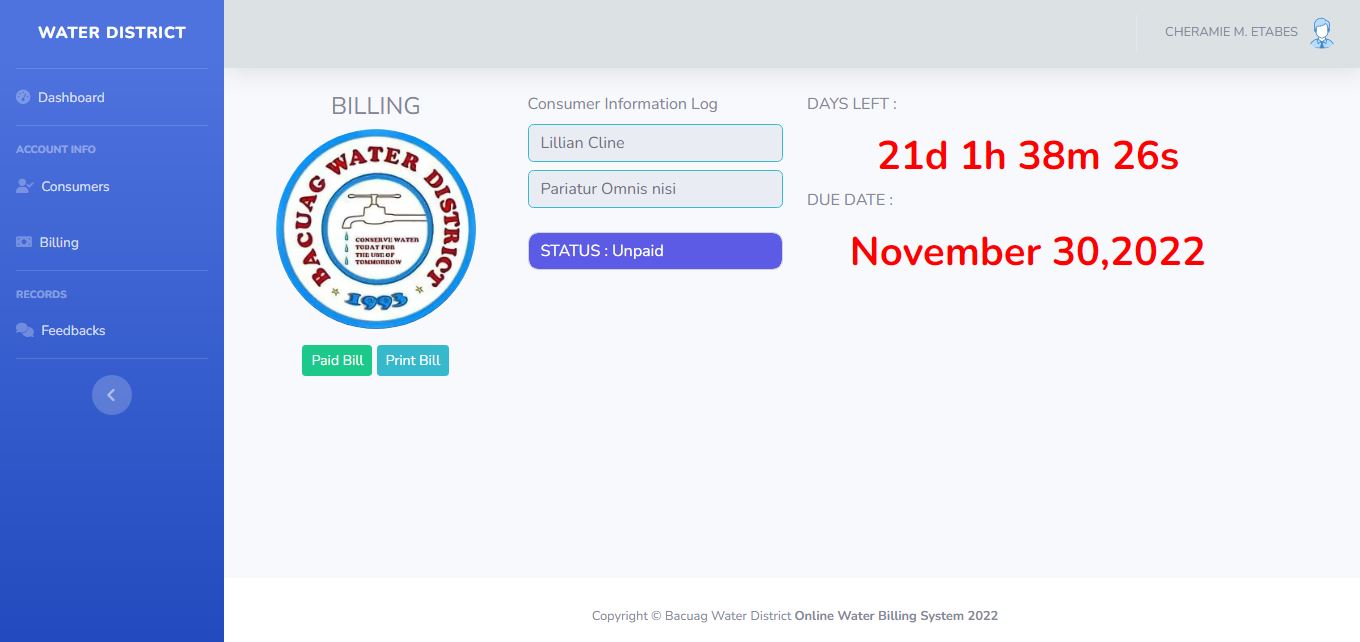 WATER DISTRICT
Dashboard
ACCOUNT INFO
Consumers
Billing
RECORDS
Feedbacks
CHERAMIE M. ETABES
BILLING
BACUAG WATER DISTRICT
CONSERVE WATER
TODAY FOR
THE USE OF
TOMMORROW
1993
Paid Bill Print Bill
Consumer Information Log
Lillian Cline
Pariatur Omnis nisi
STATUS : Unpaid
DAYS LEFT :
21d 1h 38m 26s
DUE DATE :
November 30,2022
Copyright © Bacuag Water District Online Water Billing System 2022